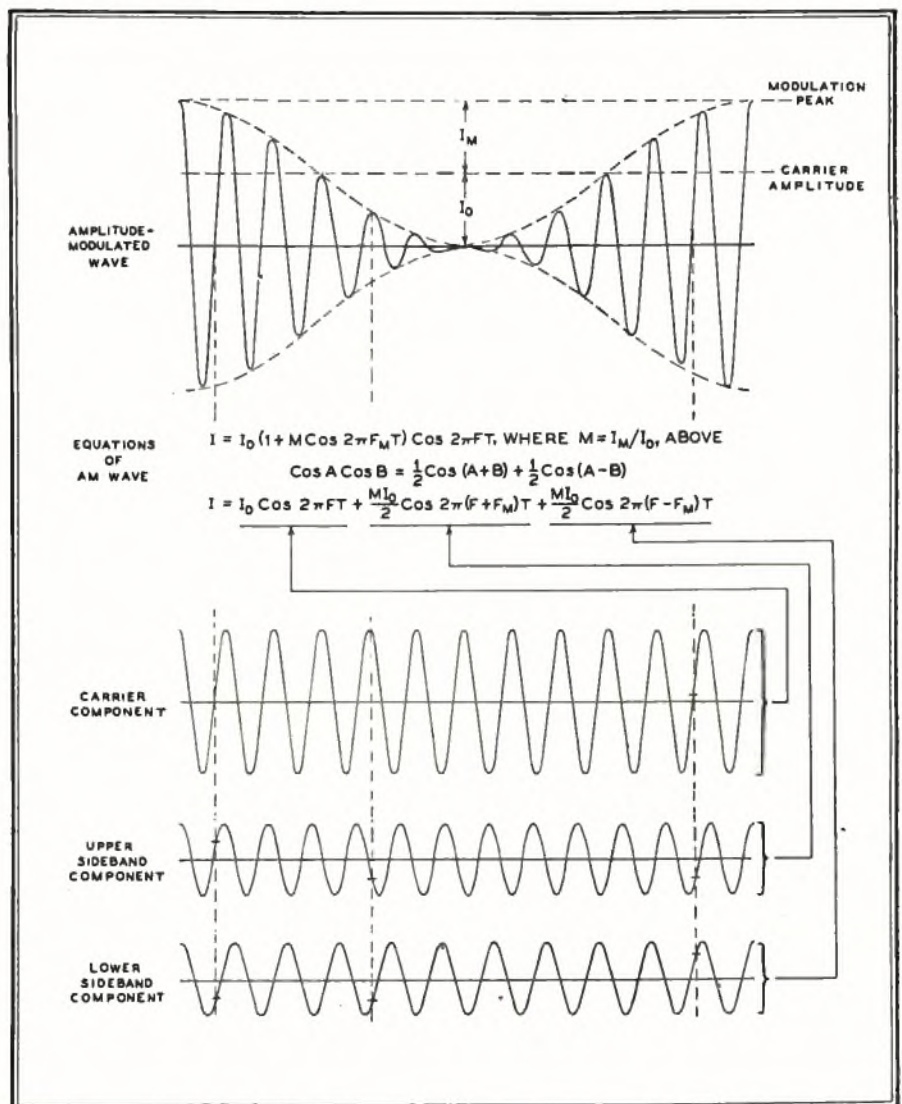 MODULATION
PEAK
I_M
CARRIER
AMPLITUDE
I_0
AMPLITUDE-
MODULATED
WAVE
EQUATIONS
OF
AM WAVE
I = I_0 (1 + M COS 2πF_M T) COS 2πFT, WHERE M = I_M/I_0, ABOVE
COS A COS B = 1/2 COS (A+B) + 1/2 COS (A-B)
I = I_0 COS 2πFT + MI_0/2 COS 2π(F+F_M)T + MI_0/2 COS 2π(F-F_M)T
CARRIER
COMPONENT
UPPER
SIDEBAND
COMPONENT
LOWER
SIDEBAND
COMPONENT